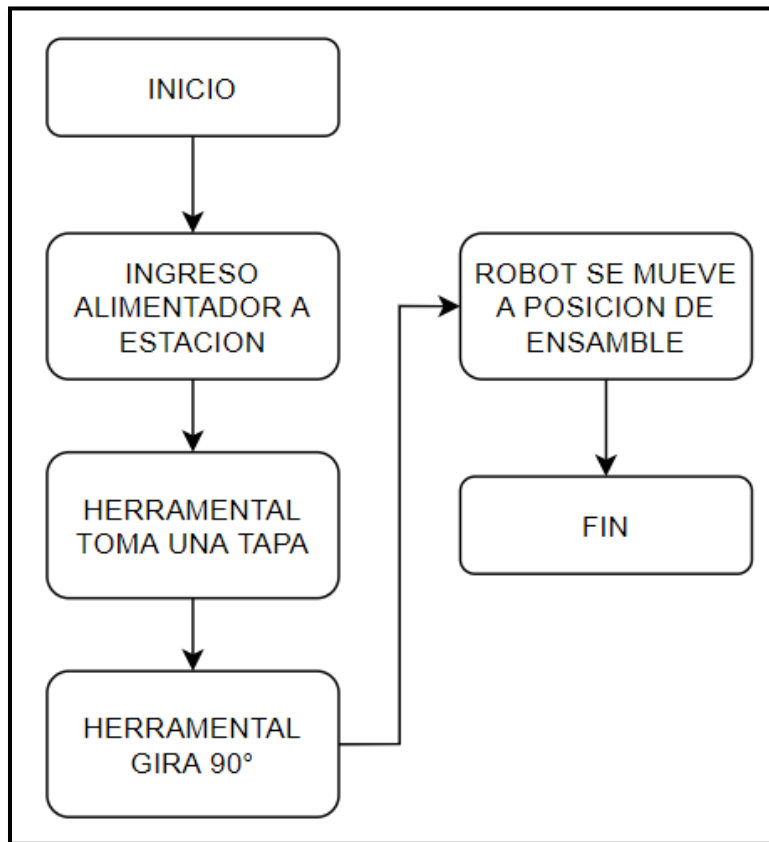 INICIO
INGRESO
ALIMENTADOR A
ESTACION
HERRAMENTAL
TOMA UNA TAPA
HERRAMENTAL
GIRA 90°
ROBOT SE MUEVE
A POSICION DE
ENSAMBLE
FIN